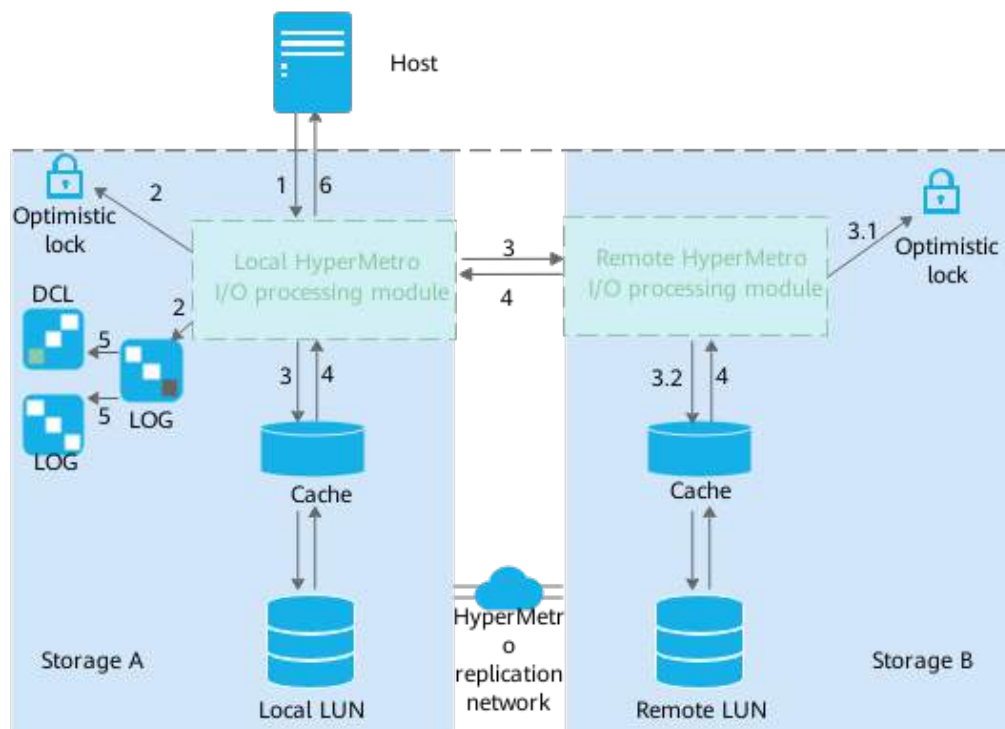 Host
1
6
2
Optimistic
lock
3.1
Optimistic
lock
Local HyperMetro
I/O processing module
3
4
Remote HyperMetro
I/O processing module
DCL
2
5
5
LOG
LOG
3
4
3.2
4
Cache
Cache
HyperMetr
o
replication
network
Storage A
Storage B
Local LUN
Remote LUN